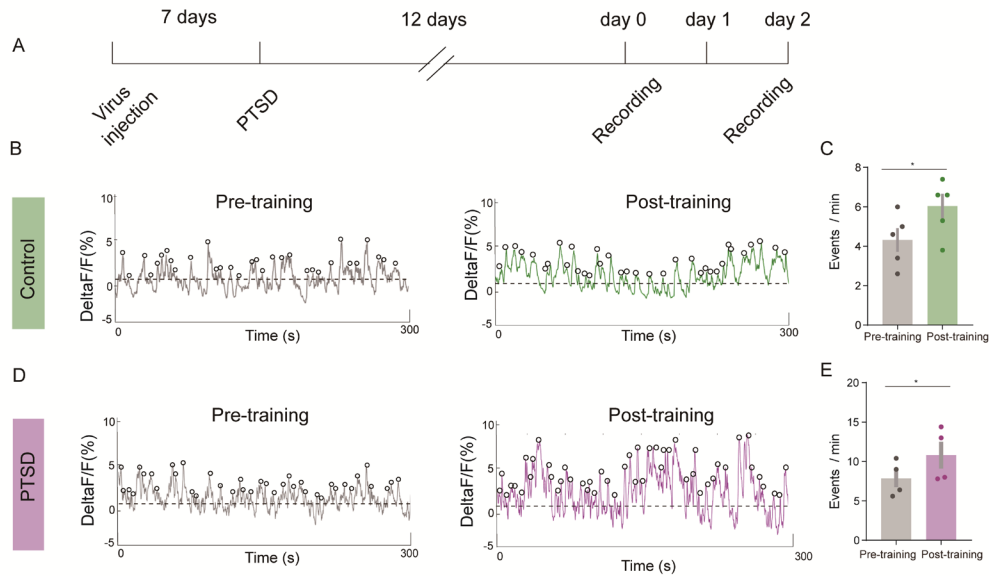 7 days
12 days
day 0
day 1
day 2
A
Virus
injection
PTSD
Recording
Recording
B
C
Control
Pre-training
10
5
0
-5
DeltaF/F(%)
0
Time (s)
300
Post-training
10
5
0
-5
DeltaF/F(%)
0
Time (s)
300
*
8
6
4
2
0
Events / min
Pre-training
Post-training
D
E
PTSD
Pre-training
10
5
0
-5
DeltaF/F(%)
0
Time (s)
300
Post-training
10
5
0
-5
DeltaF/F(%)
0
Time (s)
300
*
20
15
10
5
0
Events / min
Pre-training
Post-training